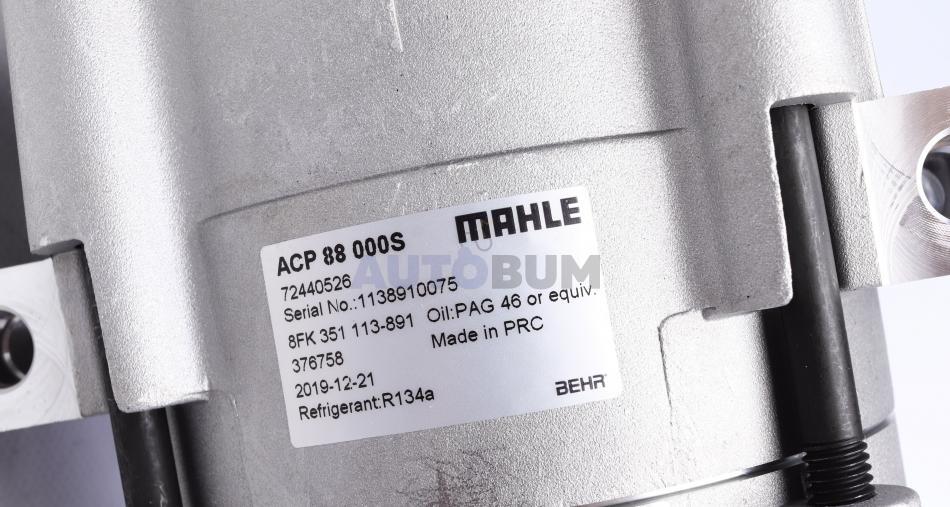 ACP 88 000S
MAHLE
72440526
Serial No.:1138910075
8FK 351 113-891
Oil:PAG 46 or equiv.
376758
Made in PRC
2019-12-21
Refrigerant:R134a
BEHR
AUTOBUM